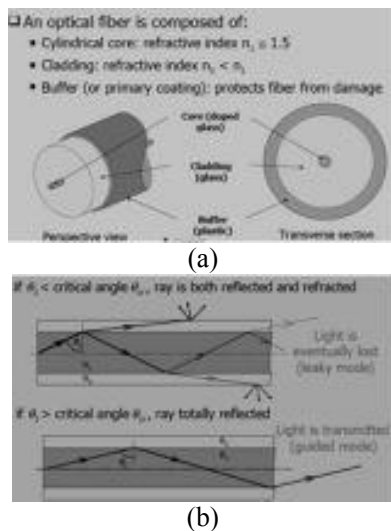 ❑ An optical fiber is composed of:
▪ Cylindrical core: refractive index n₁ ≅ 1.5
▪ Cladding: refractive index n₂ < n₁
▪ Buffer (or primary coating): protects fiber from damage
Core (doped
glass)
Cladding
(glass)
Buffer
(plastic)
Perspective view
Transverse section
(a)
if θ₁ < critical angle θc, ray is both reflected and refracted
Light is
eventually lost
(leaky mode)
if θ₁ > critical angle θc, ray totally reflected
Light is transmitted
(guided mode)
(b)